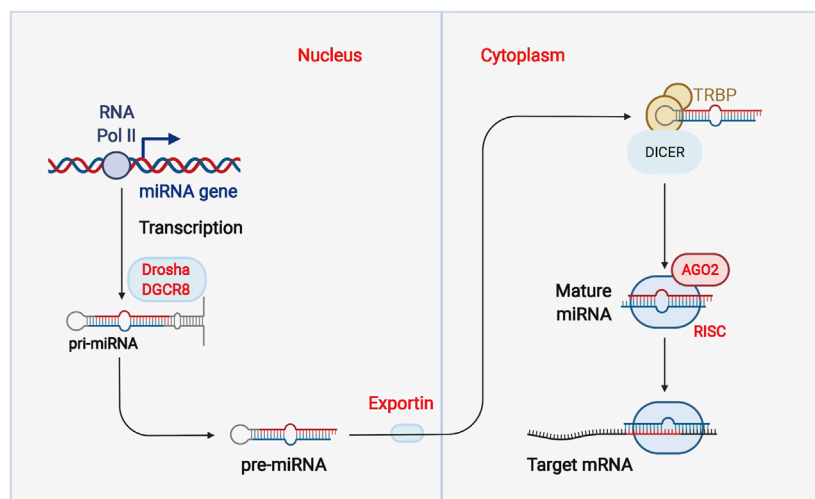 Nucleus
Cytoplasm
RNA
Pol II
miRNA gene
Transcription
Drosha
DGCR8
pri-miRNA
pre-miRNA
Exportin
TRBP
DICER
AGO2
Mature
miRNA
RISC
Target mRNA